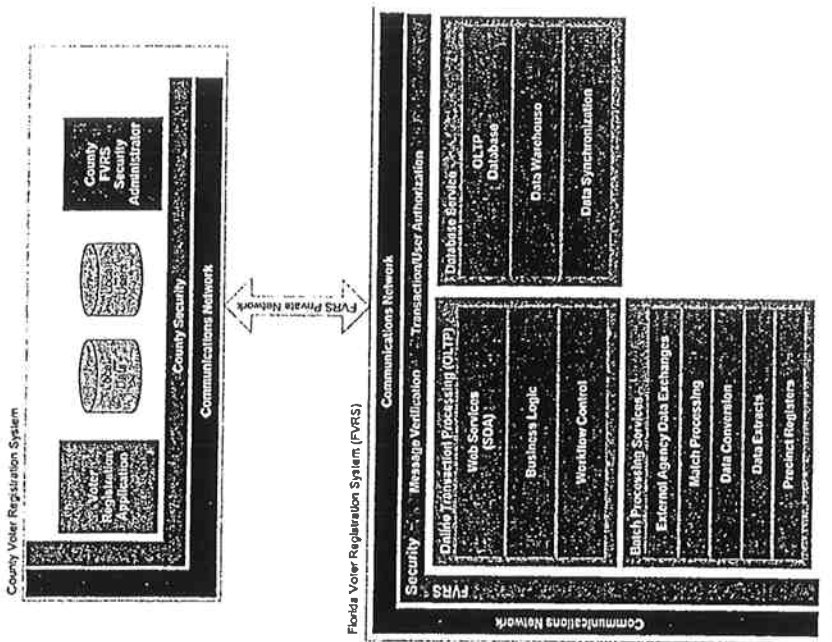 County Voter Registration System
Voter
Registration
Application
Local
Local
County
FVRS
Security
Administrator
County Security
Communications Network
FVRS Private Network
Florida Voter Registration System (FVRS)
Communications Network
Security
Message Verification
Transaction/User Authorization
Communications Network
FVRS
Online Transaction Processing (OLTP)
Web Services
(SOA)
Business Logic
Workflow Control
Database Service
OLTP
Database
Data Warehouse
Data Synchronization
Batch Processing Services
External Agency Data Exchanges
Match Processing
Data Conversion
Data Extracts
Precinct Registers